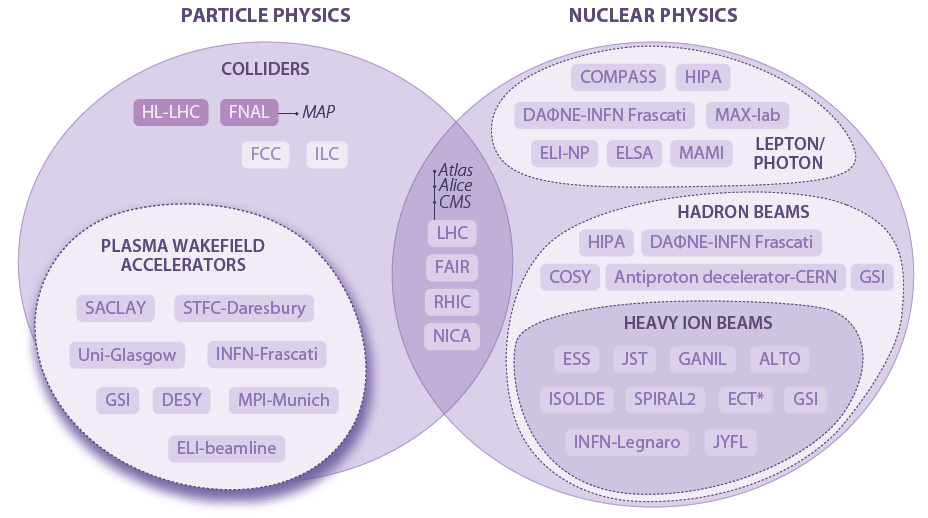 PARTICLE PHYSICS
NUCLEAR PHYSICS
COLLIDERS
HL-LHC FNAL MAP
FCC ILC
PLASMA WAKEFIELD
ACCELERATORS
SACLAY STFC-Daresbury
Uni-Glasgow INFN-Frascati
GSI DESY MPI-Munich
ELI-beamline
Atlas
Alice
CMS
LHC
FAIR
RHIC
NICA
COMPASS HIPA
DAΦNE-INFN Frascati MAX-lab
ELI-NP ELSA MAMI
LEPTON/
PHOTON
HADRON BEAMS
HIPA DAΦNE-INFN Frascati
COSY Antiproton decelerator-CERN GSI
HEAVY ION BEAMS
ESS JST GANIL ALTO
ISOLDE SPIRAL2 ECT* GSI
INFN-Legnaro JYFL